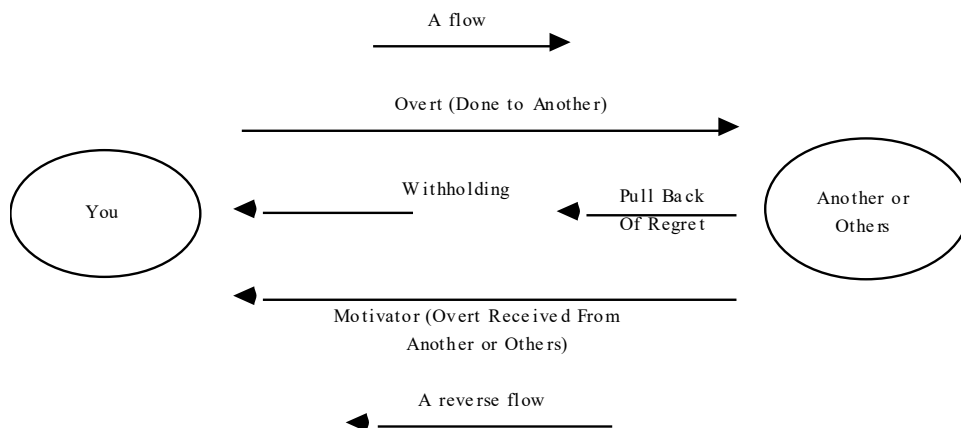 A flow
Overt (Done to Another)
Withholding
Pull Back
Of Regret
You
Another or
Others
Motivator (Overt Received From
Another or Others)
A reverse flow